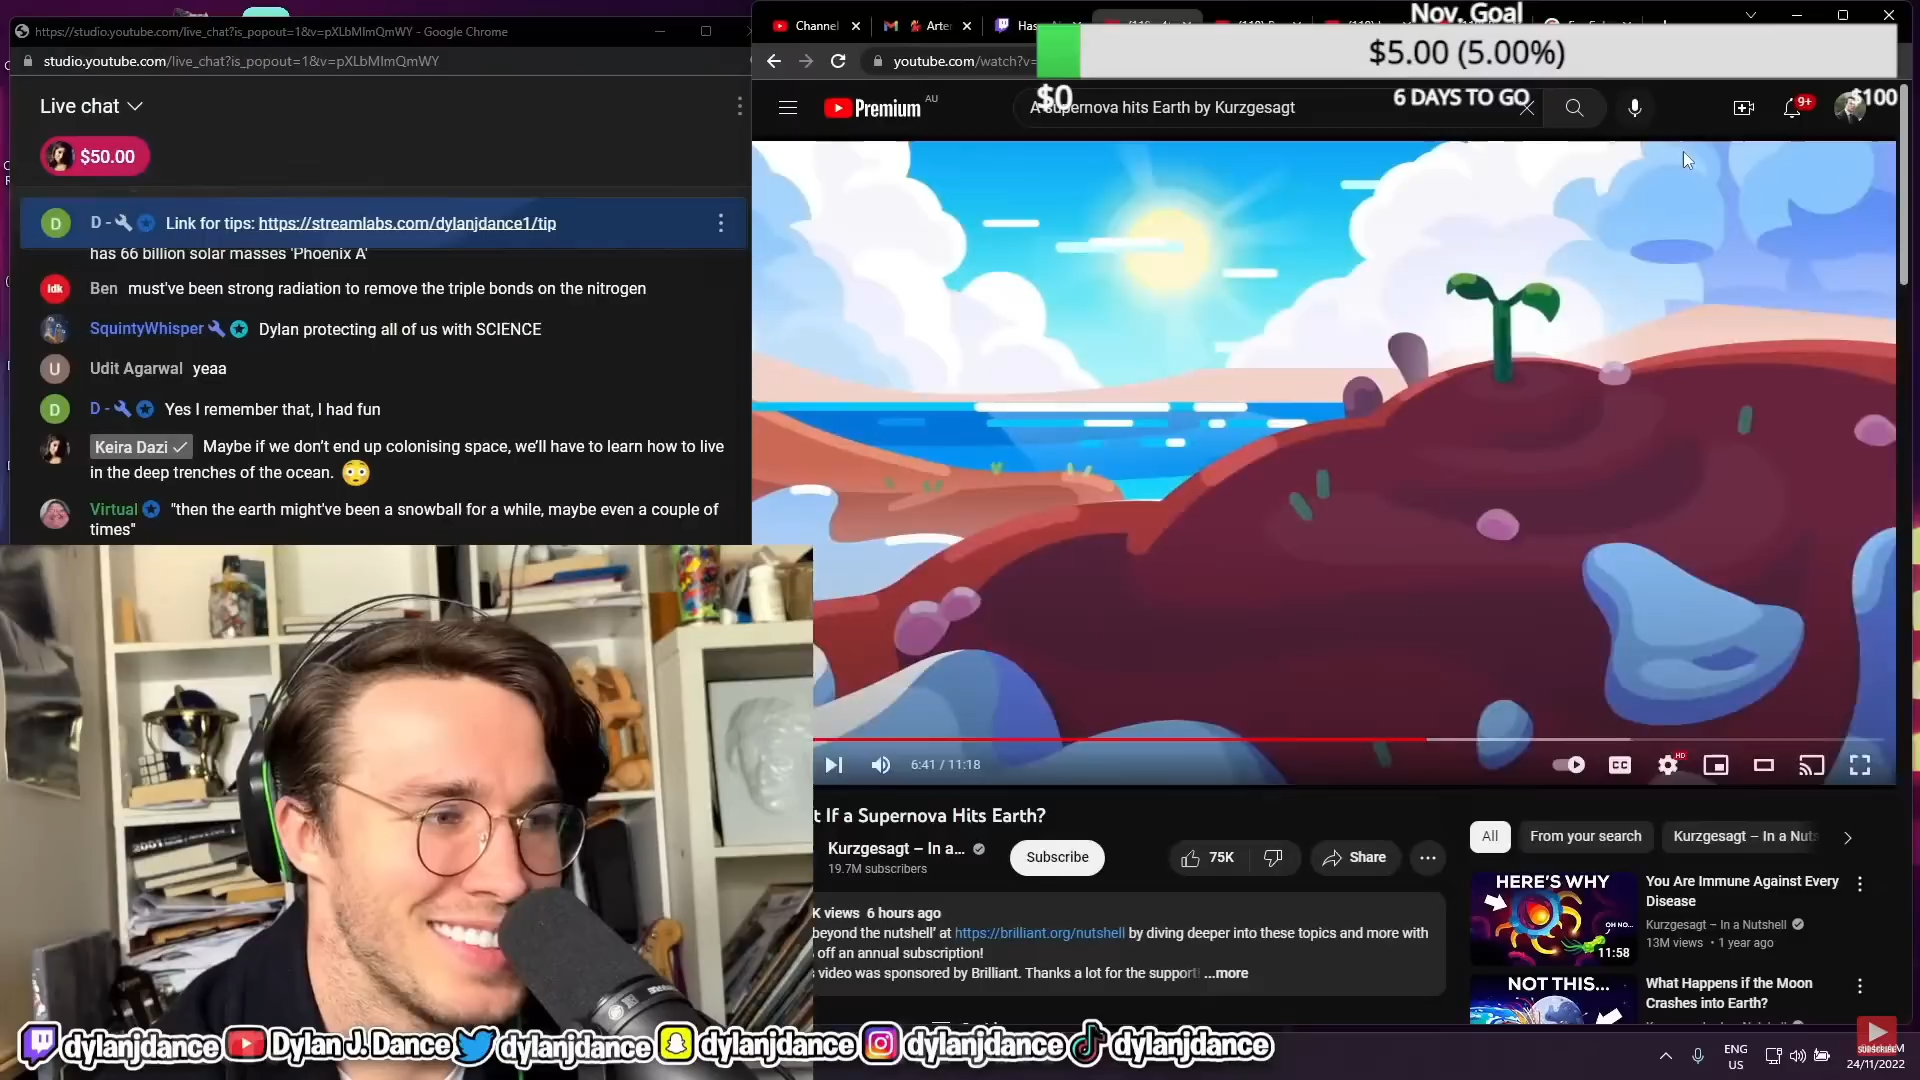 https://studio.youtube.com/live_chat?is_popout=1&v=pXLbMImQmWY - Google Chrome
studio.youtube.com/live_chat?is_popout=1&v=pXLbMImQmWY
Live chat
$50.00
D D - Link for tips: https://streamlabs.com/dylanjdance1/tip
has 66 billion solar masses 'Phoenix A'
Idk Ben must've been strong radiation to remove the triple bonds on the nitrogen
SquintyWhisper Dylan protecting all of us with SCIENCE
U Udit Agarwal yeaa
D D - Yes I remember that, I had fun
Keira Dazi Maybe if we don't end up colonising space, we'll have to learn how to live
in the deep trenches of the ocean. 😳
Virtual "then the earth might've been a snowball for a while, maybe even a couple of
times"
Channel
Arte
Has
Nov. Goal
youtube.com/watch?v=
$5.00 (5.00%)
$0
6 DAYS TO GO
$100
Premium AU
A supernova hits Earth by Kurzgesagt
9+
6:41 / 11:18
CC
HD
t If a Supernova Hits Earth?
Kurzgesagt – In a...
19.7M subscribers
Subscribe
75K
Share
K views 6 hours ago
beyond the nutshell' at https://brilliant.org/nutshell by diving deeper into these topics and more with
off an annual subscription!
video was sponsored by Brilliant. Thanks a lot for the support! ...more
All
From your search
Kurzgesagt – In a Nuts
HERE'S WHY
OH NO...
11:58
You Are Immune Against Every
Disease
Kurzgesagt – In a Nutshell
13M views • 1 year ago
NOT THIS...
What Happens if the Moon
Crashes into Earth?
2001
dylanjdance
Dylan J. Dance
dylanjdance
dylanjdance
dylanjdance
dylanjdance
ENG
US
SUBSCRIBE
24/11/2022